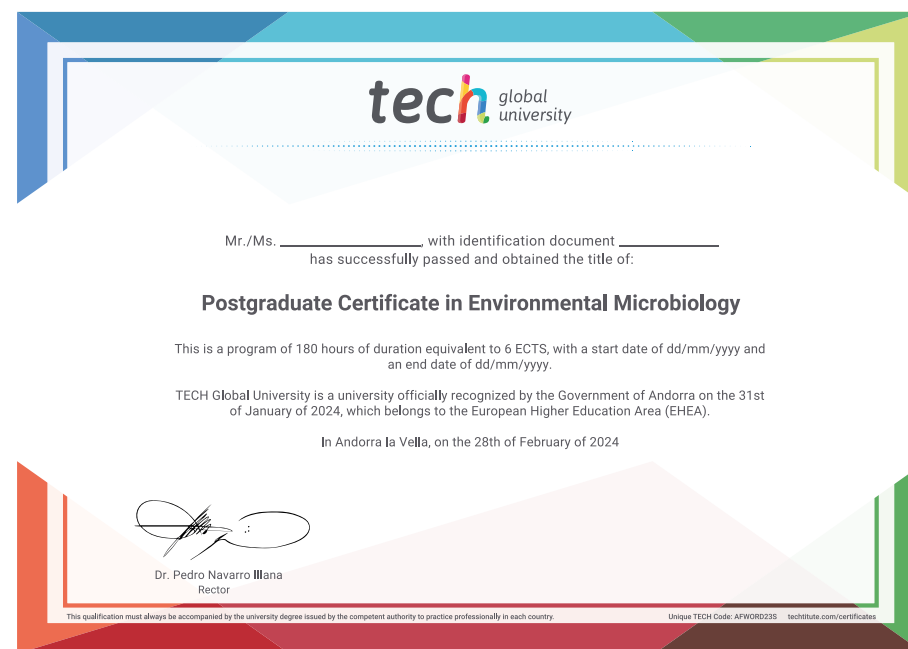 tech global university
Mr./Ms. ____________________, with identification document ______________
has successfully passed and obtained the title of:
Postgraduate Certificate in Environmental Microbiology
This is a program of 180 hours of duration equivalent to 6 ECTS, with a start date of dd/mm/yyyy and
an end date of dd/mm/yyyy.
TECH Global University is a university officially recognized by the Government of Andorra on the 31st
of January of 2024, which belongs to the European Higher Education Area (EHEA).
In Andorra la Vella, on the 28th of February of 2024
Dr. Pedro Navarro Illana
Rector
This qualification must always be accompanied by the university degree issued by the competent authority to practice professionally in each country.
Unique TECH Code: AFWORD23S techtitute.com/certificates